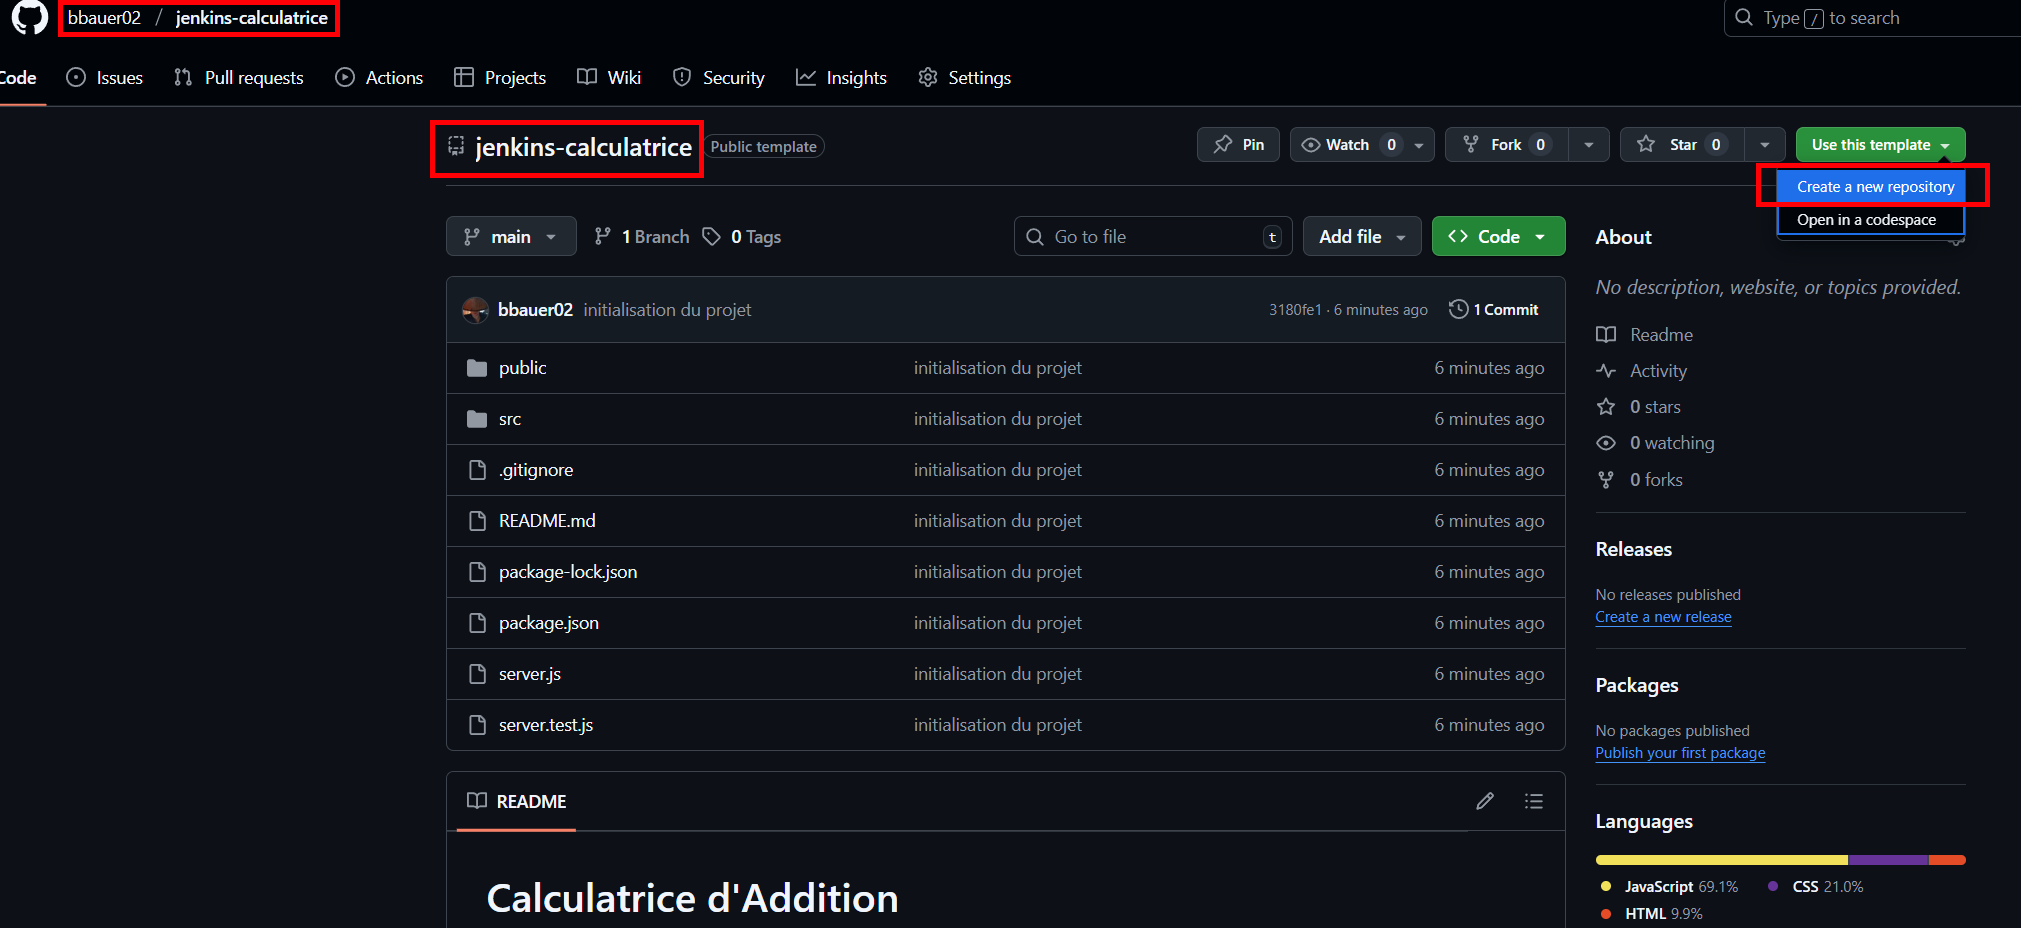 bbauer02 / jenkins-calculatrice
Type / to search
Code Issues Pull requests Actions Projects Wiki Security Insights Settings
jenkins-calculatrice Public template
Pin Watch 0 Fork 0 Star 0 Use this template
Create a new repository
Open in a codespace
main 1 Branch 0 Tags Go to file t Add file Code
bbauer02 initialisation du projet 3180fe1 · 6 minutes ago 1 Commit
public initialisation du projet 6 minutes ago
src initialisation du projet 6 minutes ago
.gitignore initialisation du projet 6 minutes ago
README.md initialisation du projet 6 minutes ago
package-lock.json initialisation du projet 6 minutes ago
package.json initialisation du projet 6 minutes ago
server.js initialisation du projet 6 minutes ago
server.test.js initialisation du projet 6 minutes ago
README
Calculatrice d'Addition
About
No description, website, or topics provided.
Readme
Activity
0 stars
0 watching
0 forks
Releases
No releases published
Create a new release
Packages
No packages published
Publish your first package
Languages
JavaScript 69.1% CSS 21.0%
HTML 9.9%